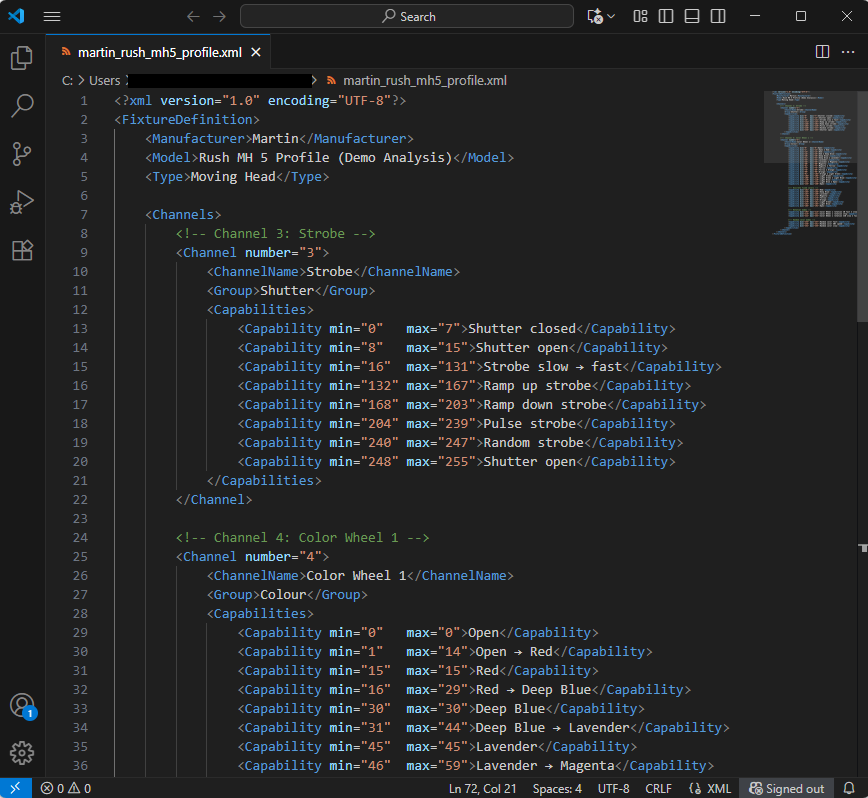 Search
martin_rush_mh5_profile.xml
C: > Users > martin_rush_mh5_profile.xml
1 <?xml version="1.0" encoding="UTF-8"?>
2 <FixtureDefinition>
3 <Manufacturer>Martin</Manufacturer>
4 <Model>Rush MH 5 Profile (Demo Analysis)</Model>
5 <Type>Moving Head</Type>
6
7 <Channels>
8 <!-- Channel 3: Strobe -->
9 <Channel number="3">
10 <ChannelName>Strobe</ChannelName>
11 <Group>Shutter</Group>
12 <Capabilities>
13 <Capability min="0" max="7">Shutter closed</Capability>
14 <Capability min="8" max="15">Shutter open</Capability>
15 <Capability min="16" max="131">Strobe slow → fast</Capability>
16 <Capability min="132" max="167">Ramp up strobe</Capability>
17 <Capability min="168" max="203">Ramp down strobe</Capability>
18 <Capability min="204" max="239">Pulse strobe</Capability>
19 <Capability min="240" max="247">Random strobe</Capability>
20 <Capability min="248" max="255">Shutter open</Capability>
21 </Capabilities>
22 </Channel>
23
24 <!-- Channel 4: Color Wheel 1 -->
25 <Channel number="4">
26 <ChannelName>Color Wheel 1</ChannelName>
27 <Group>Colour</Group>
28 <Capabilities>
29 <Capability min="0" max="0">Open</Capability>
30 <Capability min="1" max="14">Open → Red</Capability>
31 <Capability min="15" max="15">Red</Capability>
32 <Capability min="16" max="29">Red → Deep Blue</Capability>
33 <Capability min="30" max="30">Deep Blue</Capability>
34 <Capability min="31" max="44">Deep Blue → Lavender</Capability>
35 <Capability min="45" max="45">Lavender</Capability>
36 <Capability min="46" max="59">Lavender → Magenta</Capability>
1
0 0 Ln 72, Col 21 Spaces: 4 UTF-8 CRLF {} XML Signed out